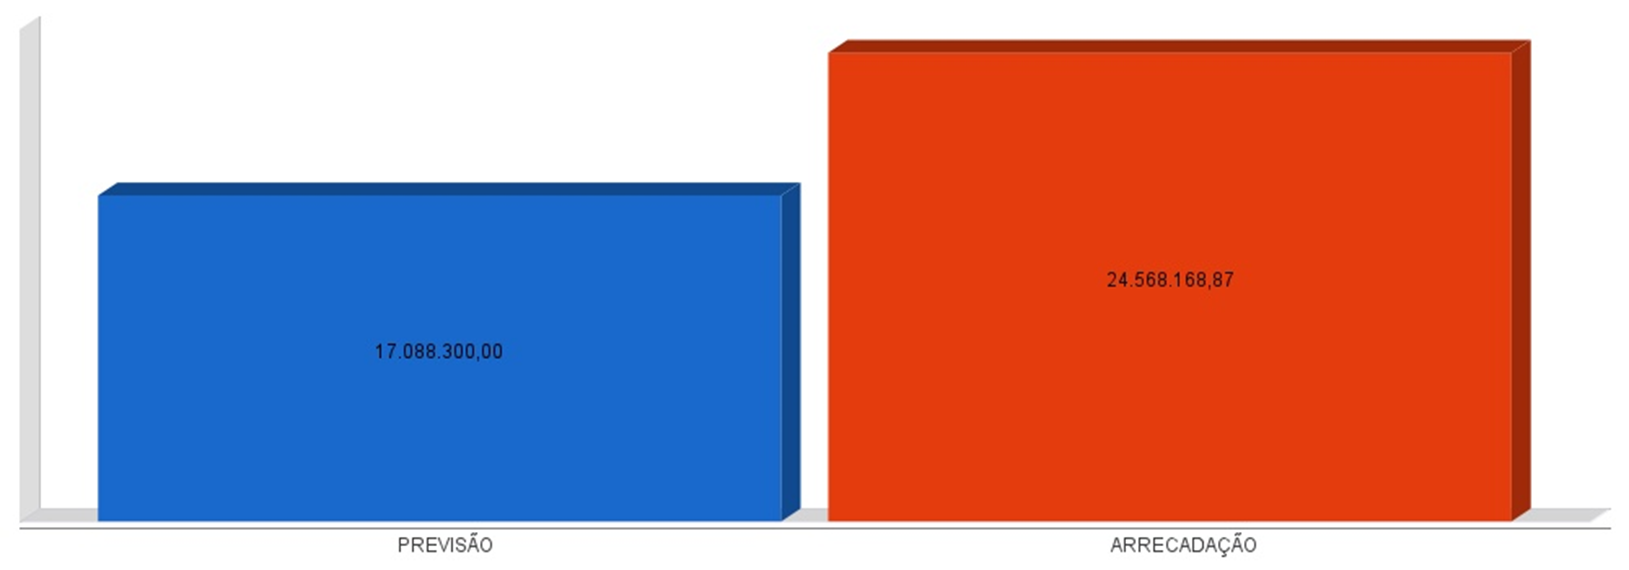 24.568.168,87
17.088.300,00
PREVISÃO
ARRECADAÇÃO